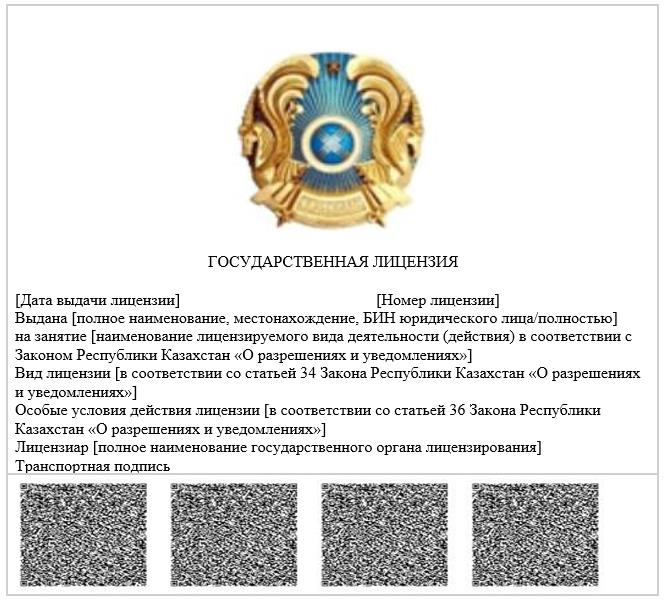 ГОСУДАРСТВЕННАЯ ЛИЦЕНЗИЯ
[Дата выдачи лицензии] [Номер лицензии]
Выдана [полное наименование, местонахождение, БИН юридического лица/полностью]
на занятие [наименование лицензируемого вида деятельности (действия) в соответствии с
Законом Республики Казахстан «О разрешениях и уведомлениях»]
Вид лицензии [в соответствии со статьей 34 Закона Республики Казахстан «О разрешениях
и уведомлениях»]
Особые условия действия лицензии [в соответствии со статьей 36 Закона Республики
Казахстан «О разрешениях и уведомлениях»]
Лицензиар [полное наименование государственного органа лицензирования]
Транспортная подпись